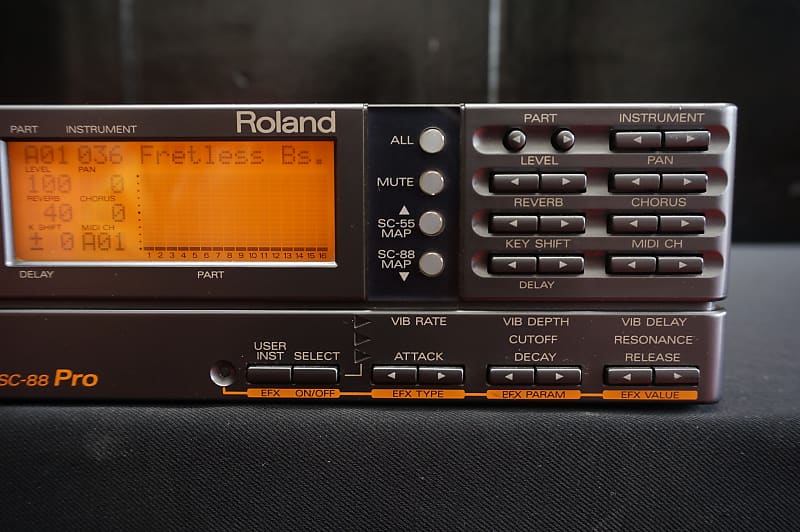 PART INSTRUMENT Roland
A01 036 Fretless Bs.
LEVEL PAN
100 0
REVERB CHORUS
40 0
K SHIFT MIDI CH
± 0 A01
1 2 3 4 5 6 7 8 9 10 11 12 13 14 15 16
DELAY PART
ALL
MUTE
▲
SC-55
MAP
SC-88
MAP
▼
PART INSTRUMENT
LEVEL PAN
REVERB CHORUS
KEY SHIFT MIDI CH
DELAY
SC-88 Pro
USER
INST SELECT
EFX ON/OFF
VIB RATE VIB DEPTH VIB DELAY
CUTOFF RESONANCE
ATTACK DECAY RELEASE
EFX TYPE EFX PARAM EFX VALUE